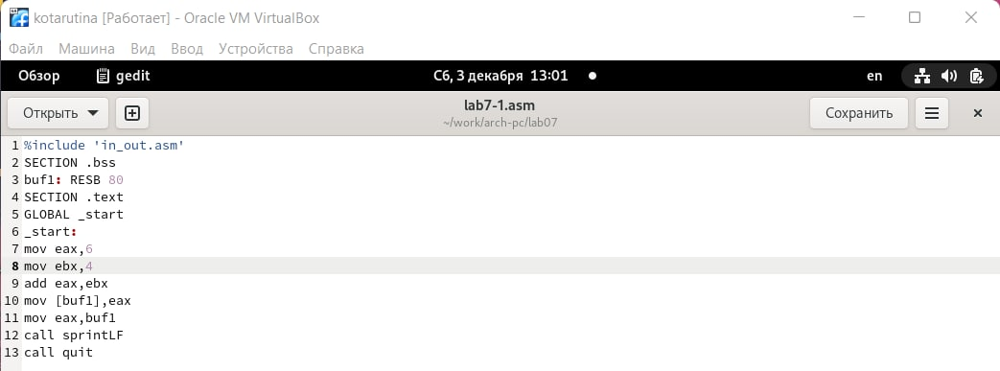 kotarutina [Работает] - Oracle VM VirtualBox
Файл Машина Вид Ввод Устройства Справка
Обзор gedit Сб, 3 декабря 13:01 en
Открыть lab7-1.asm Сохранить
~/work/arch-pc/lab07
1 %include 'in_out.asm'
2 SECTION .bss
3 buf1: RESB 80
4 SECTION .text
5 GLOBAL _start
6 _start:
7 mov eax,6
8 mov ebx,4
9 add eax,ebx
10 mov [buf1],eax
11 mov eax,buf1
12 call sprintLF
13 call quit